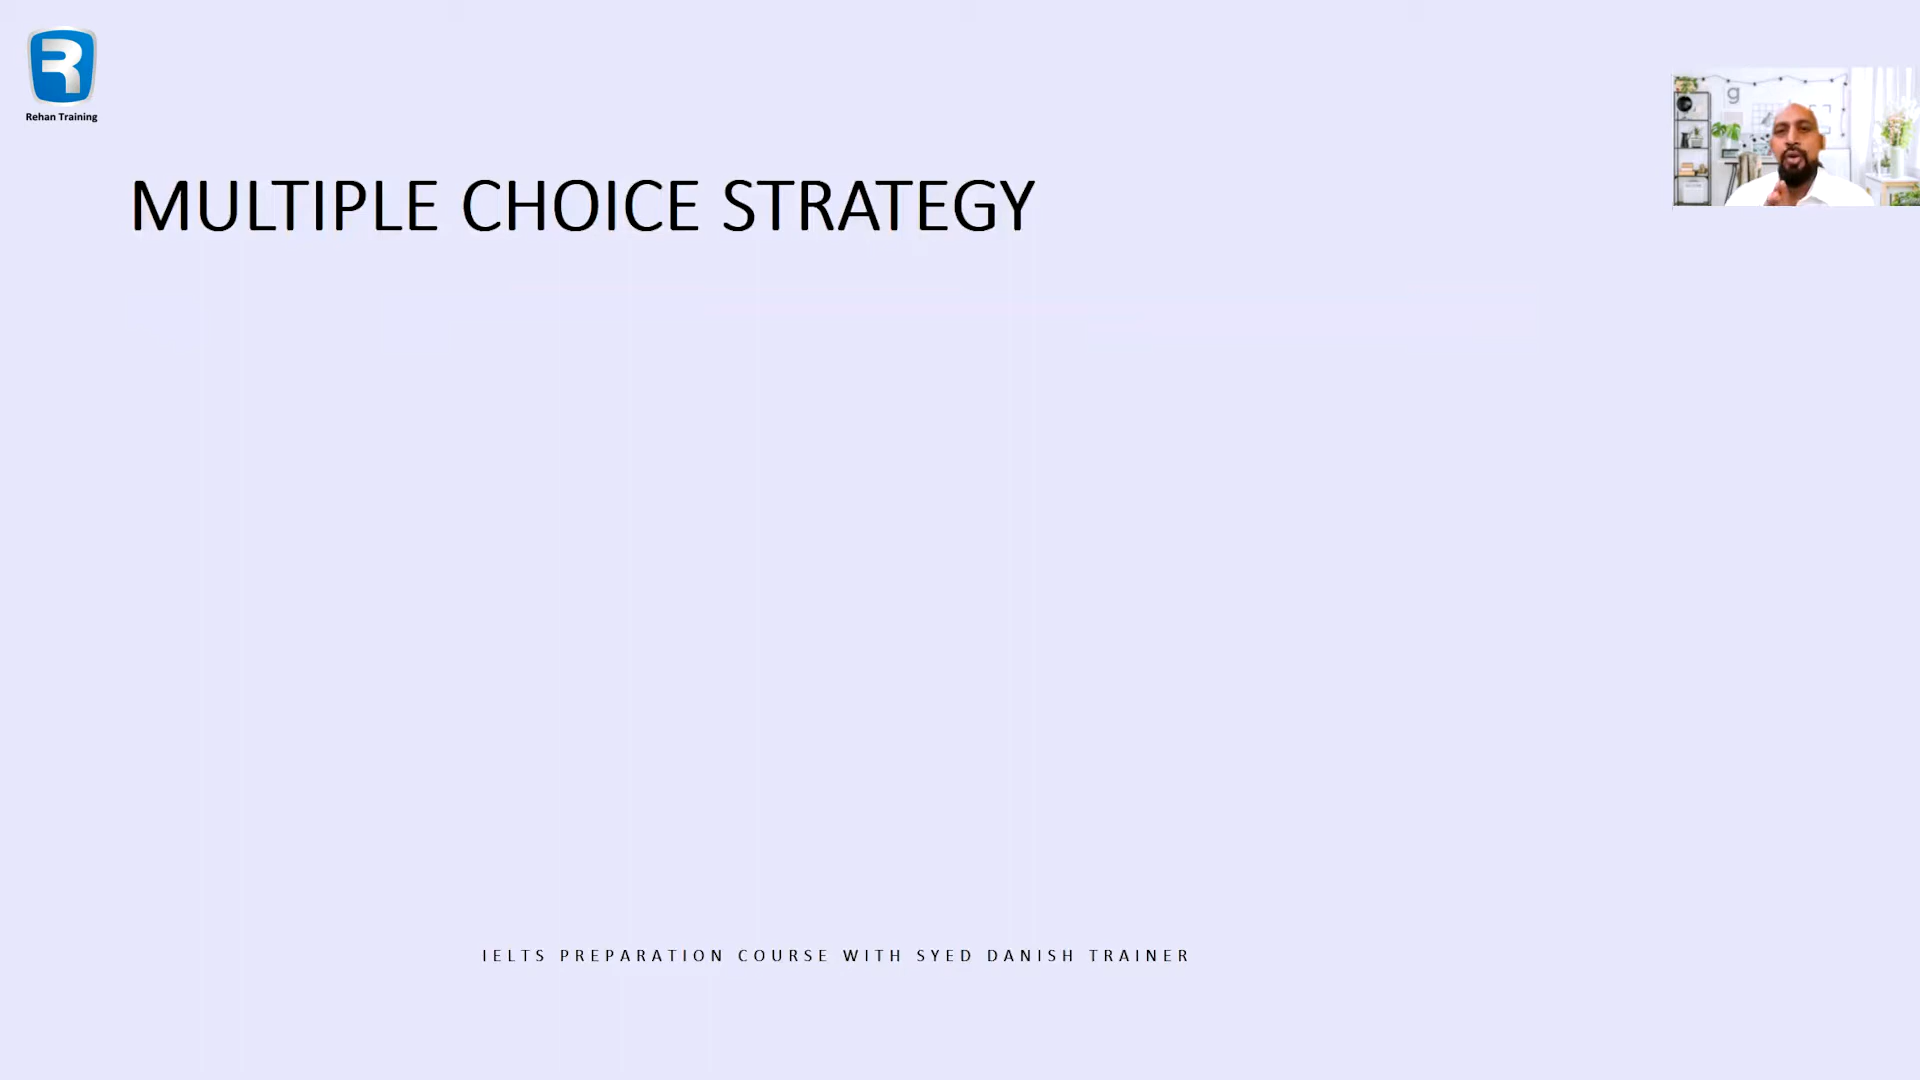 Rehan Training
MULTIPLE CHOICE STRATEGY
IELTS PREPARATION COURSE WITH SYED DANISH TRAINER